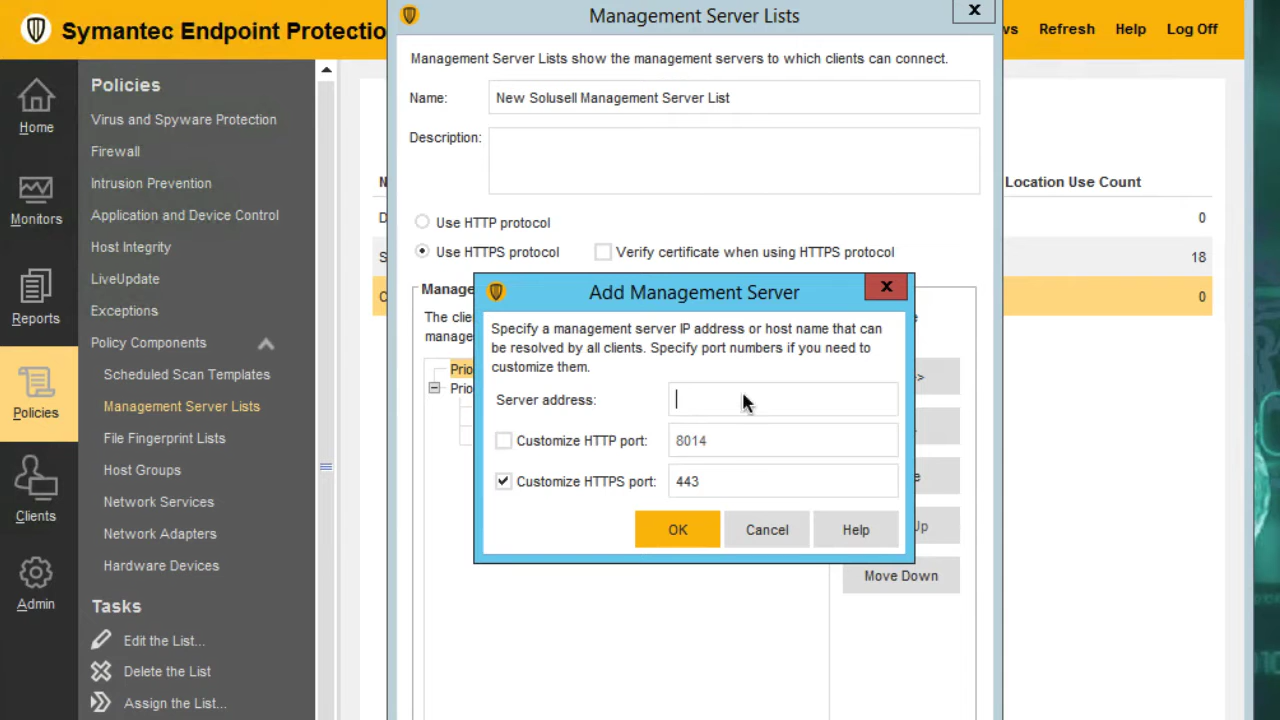 Symantec Endpoint Protectio
Refresh
Help
Log Off
Home
Monitors
Reports
Policies
Clients
Admin
Policies
Virus and Spyware Protection
Firewall
Intrusion Prevention
Application and Device Control
Host Integrity
LiveUpdate
Exceptions
Policy Components
Scheduled Scan Templates
Management Server Lists
File Fingerprint Lists
Host Groups
Network Services
Network Adapters
Hardware Devices
Tasks
Edit the List...
Delete the List
Assign the List...
Location Use Count
0
18
0
Management Server Lists
Management Server Lists show the management servers to which clients can connect.
Name: New Solusell Management Server List
Description:
Use HTTP protocol
Use HTTPS protocol Verify certificate when using HTTPS protocol
Manage
The clie
manage
Prio
Prio
Up
Move Down
Add Management Server
Specify a management server IP address or host name that can
be resolved by all clients. Specify port numbers if you need to
customize them.
Server address:
Customize HTTP port: 8014
Customize HTTPS port: 443
OK Cancel Help